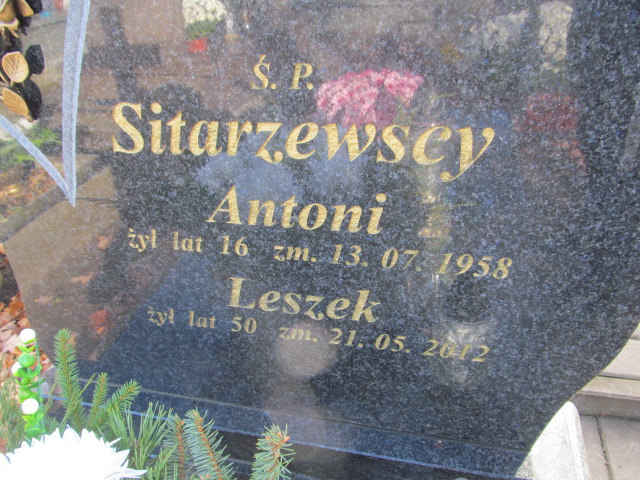 Ś. P.
Sitarzewscy
Antoni
żył lat 16 zm. 13. 07. 1958
Leszek
żył lat 50 zm. 21. 05. 2012